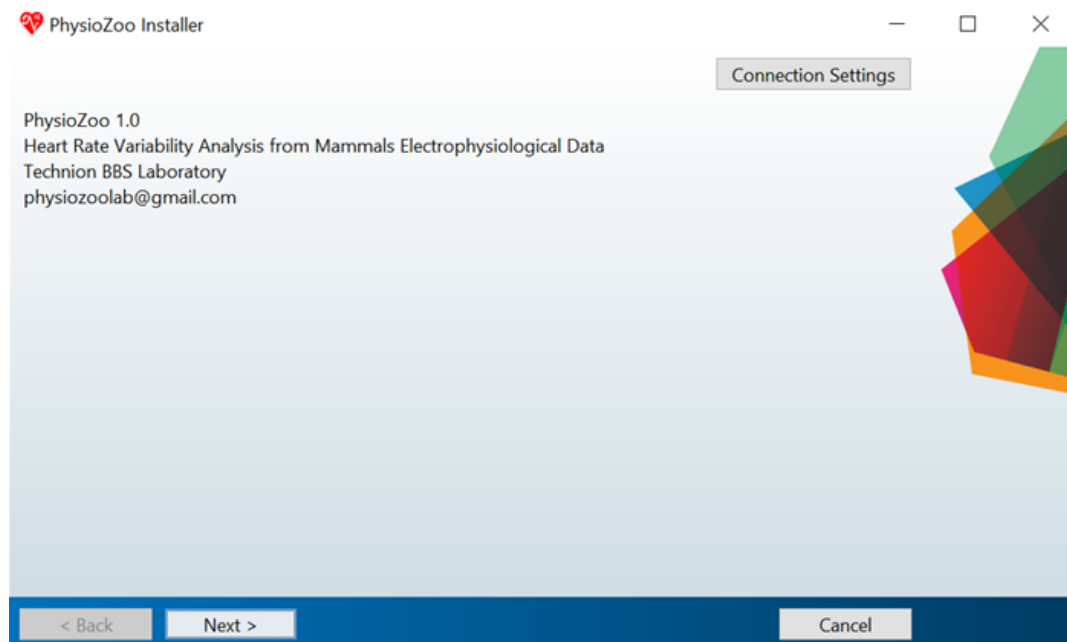 PhysioZoo Installer
Connection Settings
PhysioZoo 1.0
Heart Rate Variability Analysis from Mammals Electrophysiological Data
Technion BBS Laboratory
physiozoolab@gmail.com
< Back
Next >
Cancel